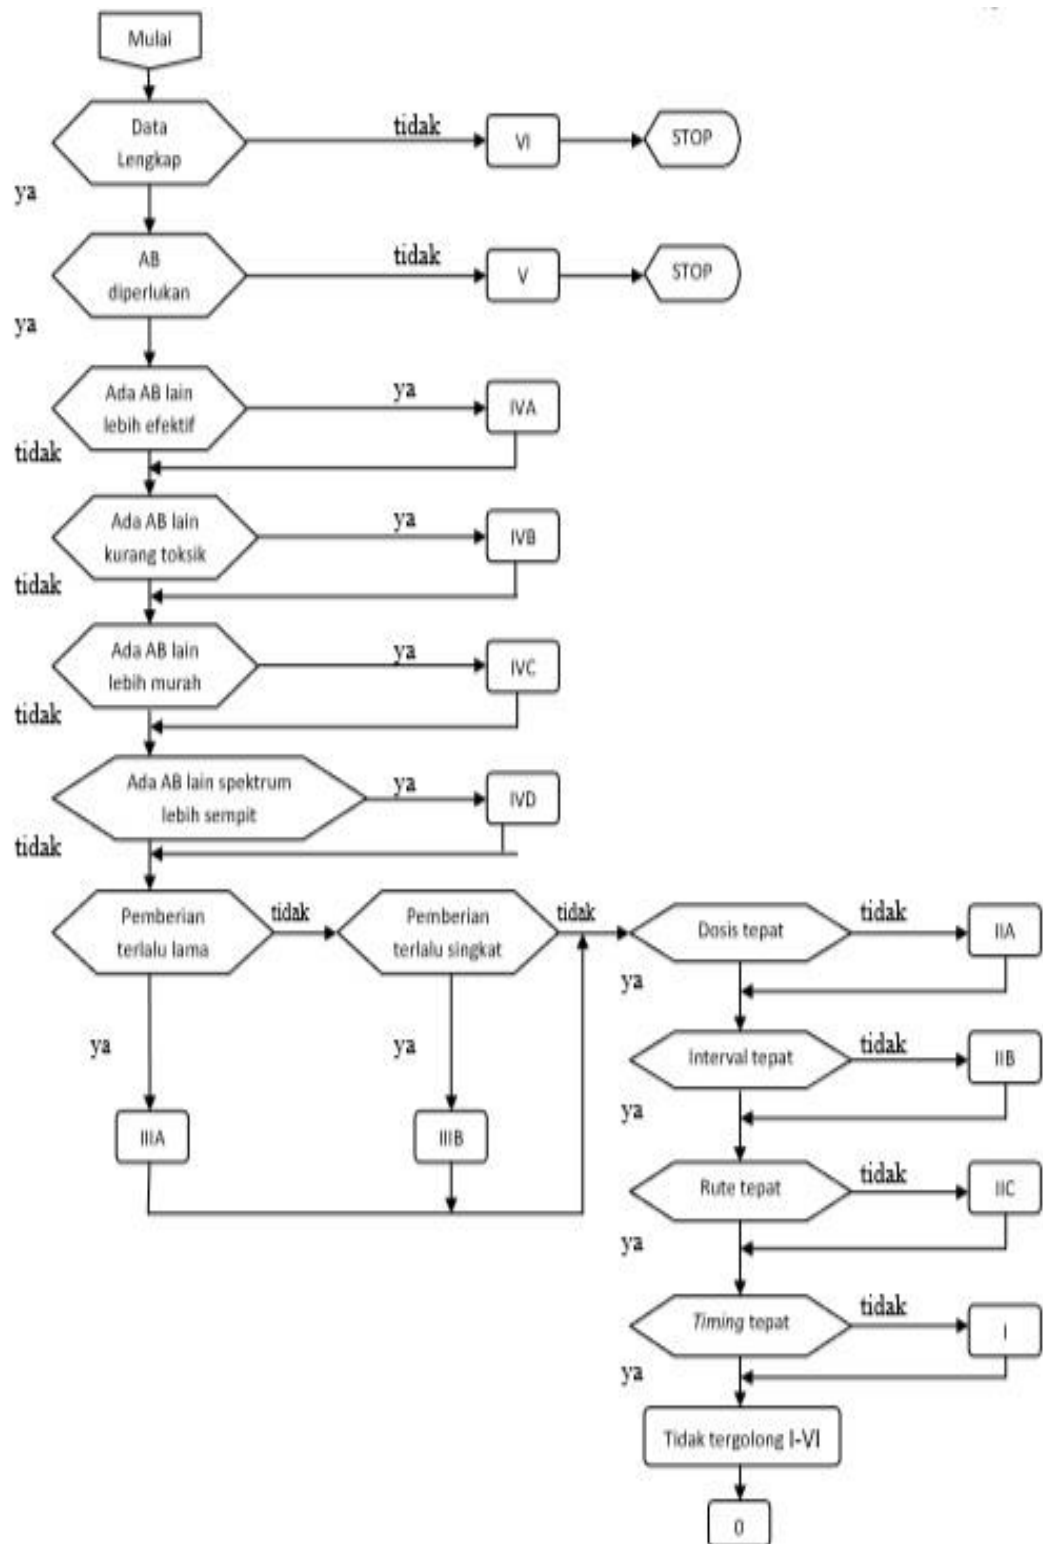 Mulai
Data
Lengkap
tidak
VI
STOP
ya
AB
diperlukan
tidak
V
STOP
ya
Ada AB lain
lebih efektif
ya
IVA
tidak
Ada AB lain
kurang toksik
ya
IVB
tidak
Ada AB lain
lebih murah
ya
IVC
tidak
Ada AB lain spektrum
lebih sempit
ya
IVD
tidak
Pemberian
terlalu lama
tidak
Pemberian
terlalu singkat
tidak
ya
IIIA
ya
IIIB
Dosis tepat
tidak
IIA
ya
Interval tepat
tidak
IIB
ya
Rute tepat
tidak
IIC
ya
Timing tepat
tidak
I
ya
Tidak tergolong I-VI
0